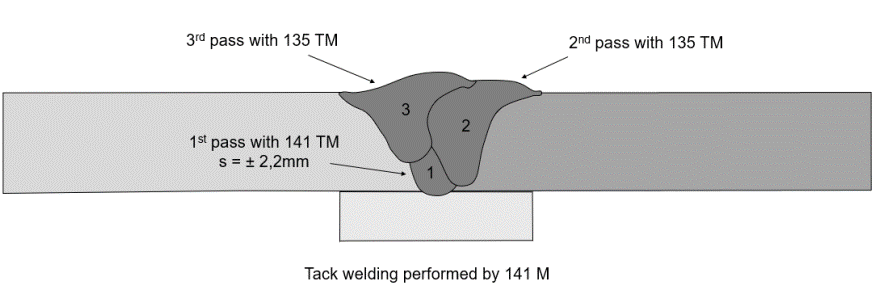 3rd pass with 135 TM
2nd pass with 135 TM
3
2
1st pass with 141 TM
s = ± 2,2mm
1
Tack welding performed by 141 M